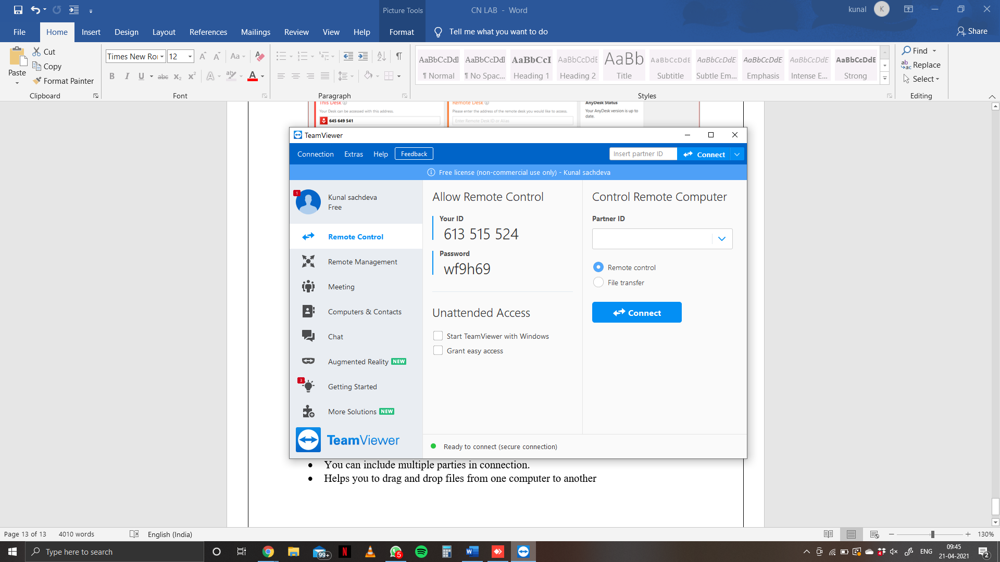 Picture Tools
CN LAB - Word
kunal
K
File
Home
Insert
Design
Layout
References
Mailings
Review
View
Help
Format
Tell me what you want to do
Share
Paste
Cut
Copy
Format Painter
Clipboard
Times New Ro
12
Font
Paragraph
AaBbCcDd
AaBbCcDd
AaBbCcI
AaBbCcDdE
AaBb
AaBbCcDdE
AaBbCcDdE
AaBbCcDdE
AaBbCcDdE
AaBbCcDdE
¶ Normal
¶ No Spac...
Heading 1
Heading 2
Title
Subtitle
Subtle Em...
Emphasis
Intense E...
Strong
Styles
Find
Replace
Select
Editing
This Desk
Your Desk can be accessed with this address.
645 649 541
Remote Desk
Please enter the address of the remote desk you would like to access.
Enter Remote Desk ID or Alias
AnyDesk Status
Your AnyDesk version is up to
date.
TeamViewer
Connection
Extras
Help
Feedback
Insert partner ID
Connect
Free license (non-commercial use only) - Kunal sachdeva
1
Kunal sachdeva
Free
Remote Control
Remote Management
Meeting
Computers & Contacts
Chat
Augmented Reality NEW
3
Getting Started
More Solutions NEW
TeamViewer
Allow Remote Control
Your ID
613 515 524
Password
wf9h69
Unattended Access
Start TeamViewer with Windows
Grant easy access
Control Remote Computer
Partner ID
Remote control
File transfer
Connect
Ready to connect (secure connection)
• You can include multiple parties in connection.
• Helps you to drag and drop files from one computer to another
Page 13 of 13
4010 words
English (India)
130%
Type here to search
99+
5
ENG
09:45
21-04-2021
2